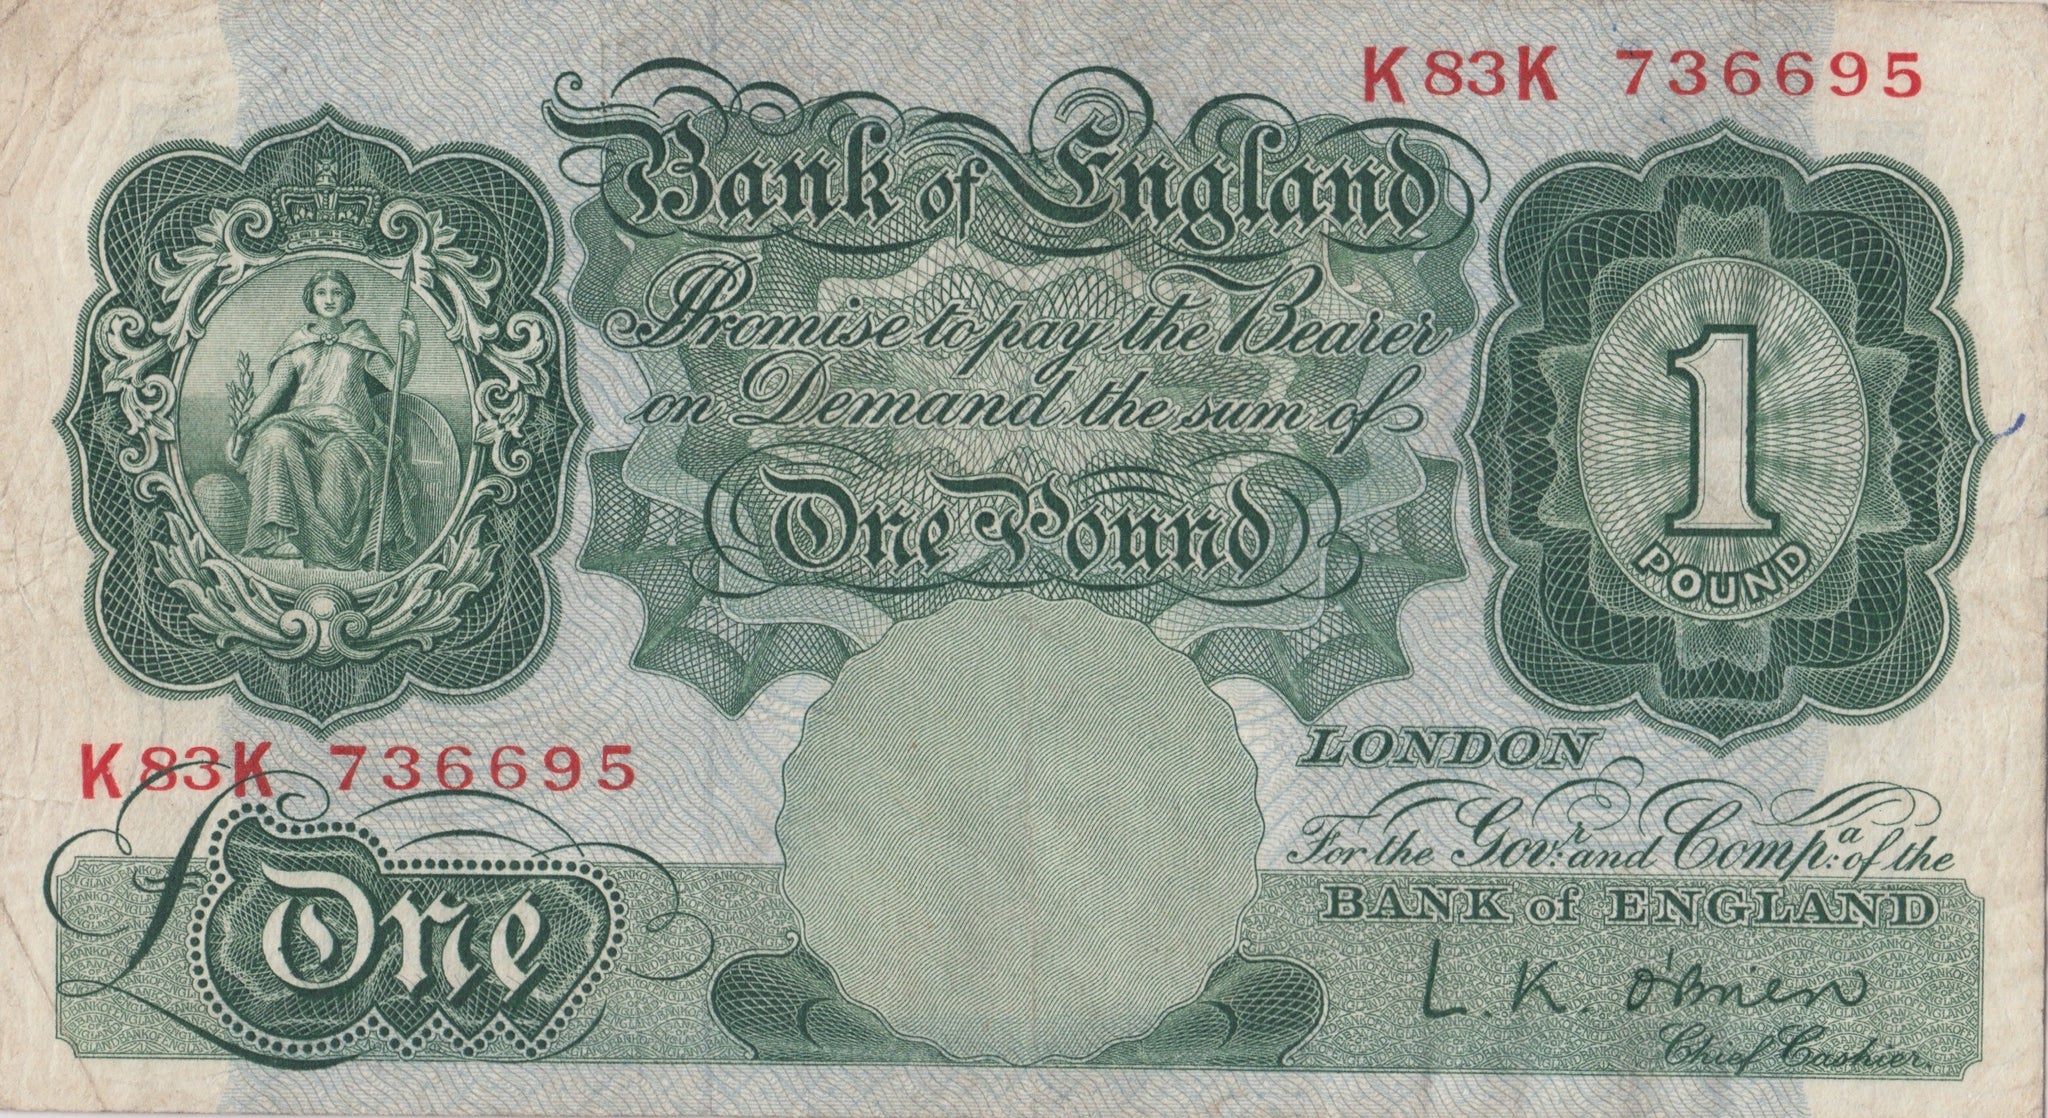 K83K 736695
Bank of England
Promise to pay the Bearer
on Demand the sum of
One Pound
1
POUND
K83K 736695
£One
LONDON
For the Govr: and Compa: of the
BANK of ENGLAND
L.K. O'Brien
Chief Cashier.